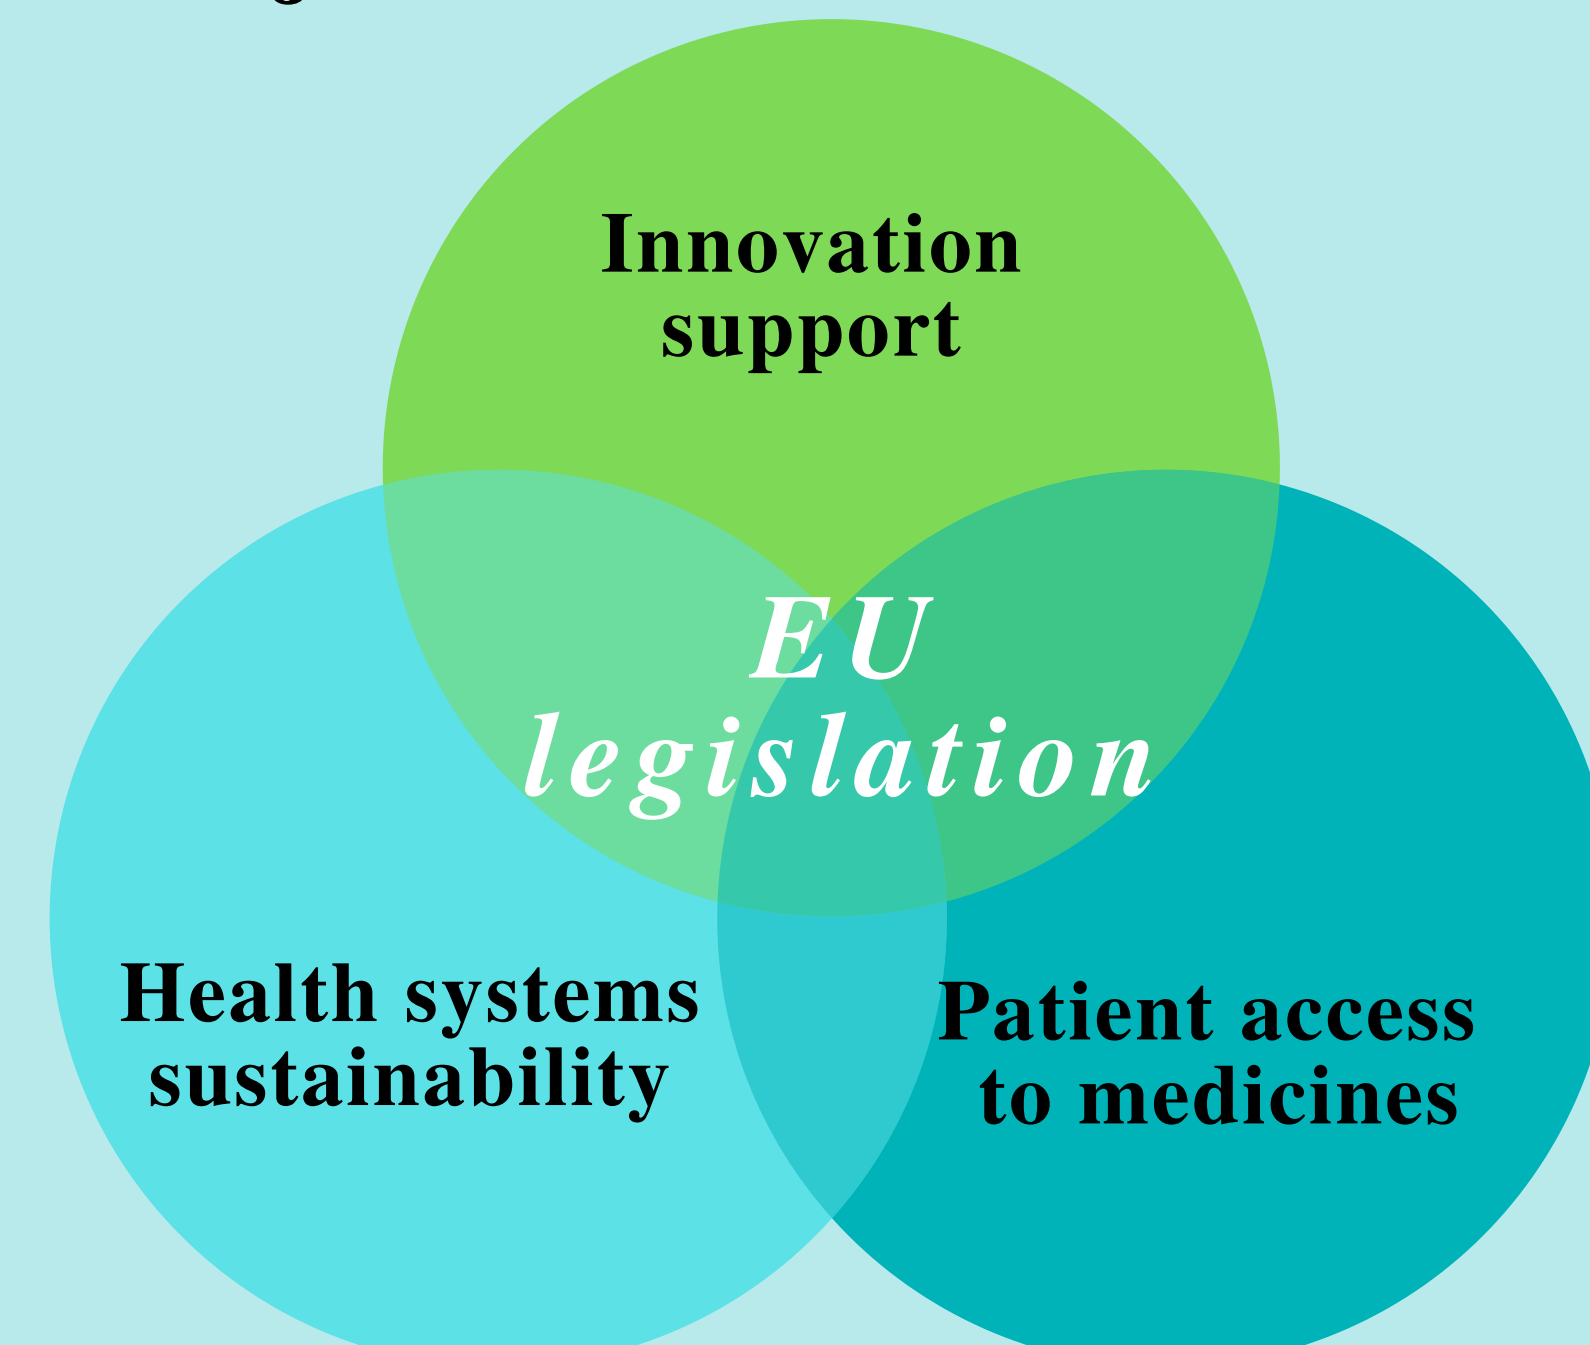 Innovation
support
EU
legislation
Health systems
sustainability
Patient access
to medicines